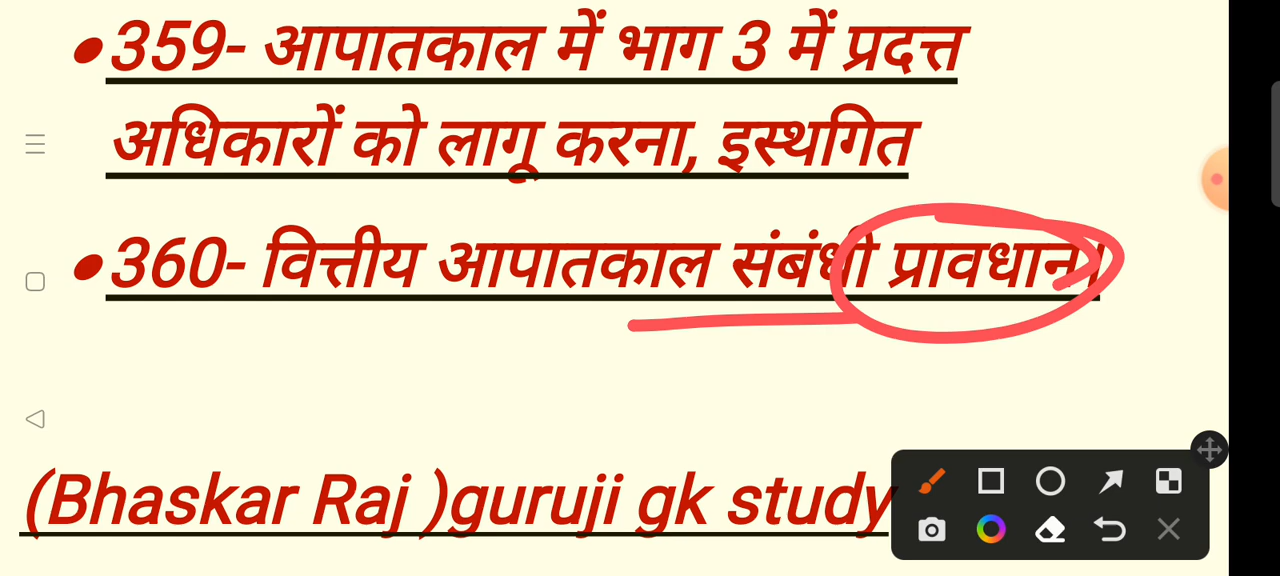 •359- आपातकाल में भाग 3 में प्रदत्त
अधिकारों को लागू करना, इस्थगित
•360- वित्तीय आपातकाल संबंधी प्रावधान।
(Bhaskar Raj )guruji gk study